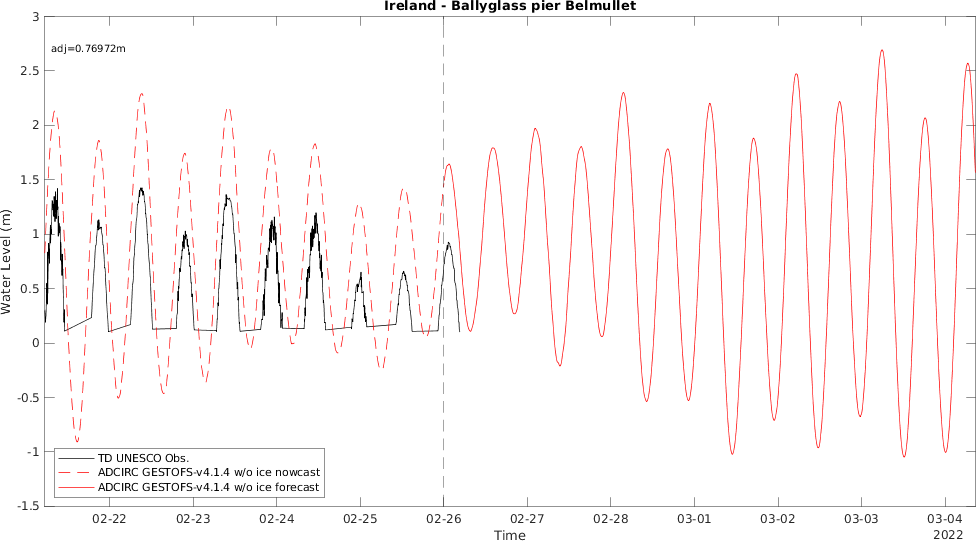 Ireland - Ballyglass pier Belmullet
adj=0.76972m
Water Level (m)
3
2.5
2
1.5
1
0.5
0
-0.5
-1
-1.5
TD UNESCO Obs.
ADCIRC GESTOFS-v4.1.4 w/o ice nowcast
ADCIRC GESTOFS-v4.1.4 w/o ice forecast
02-22 02-23 02-24 02-25 02-26 02-27 02-28 03-01 03-02 03-03 03-04
Time 2022